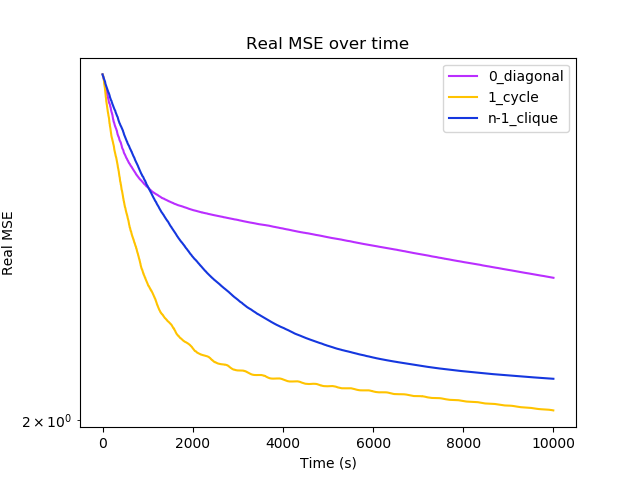 Real MSE over time
0_diagonal
1_cycle
n-1_clique
Real MSE
2 × 10⁰
0 2000 4000 6000 8000 10000
Time (s)